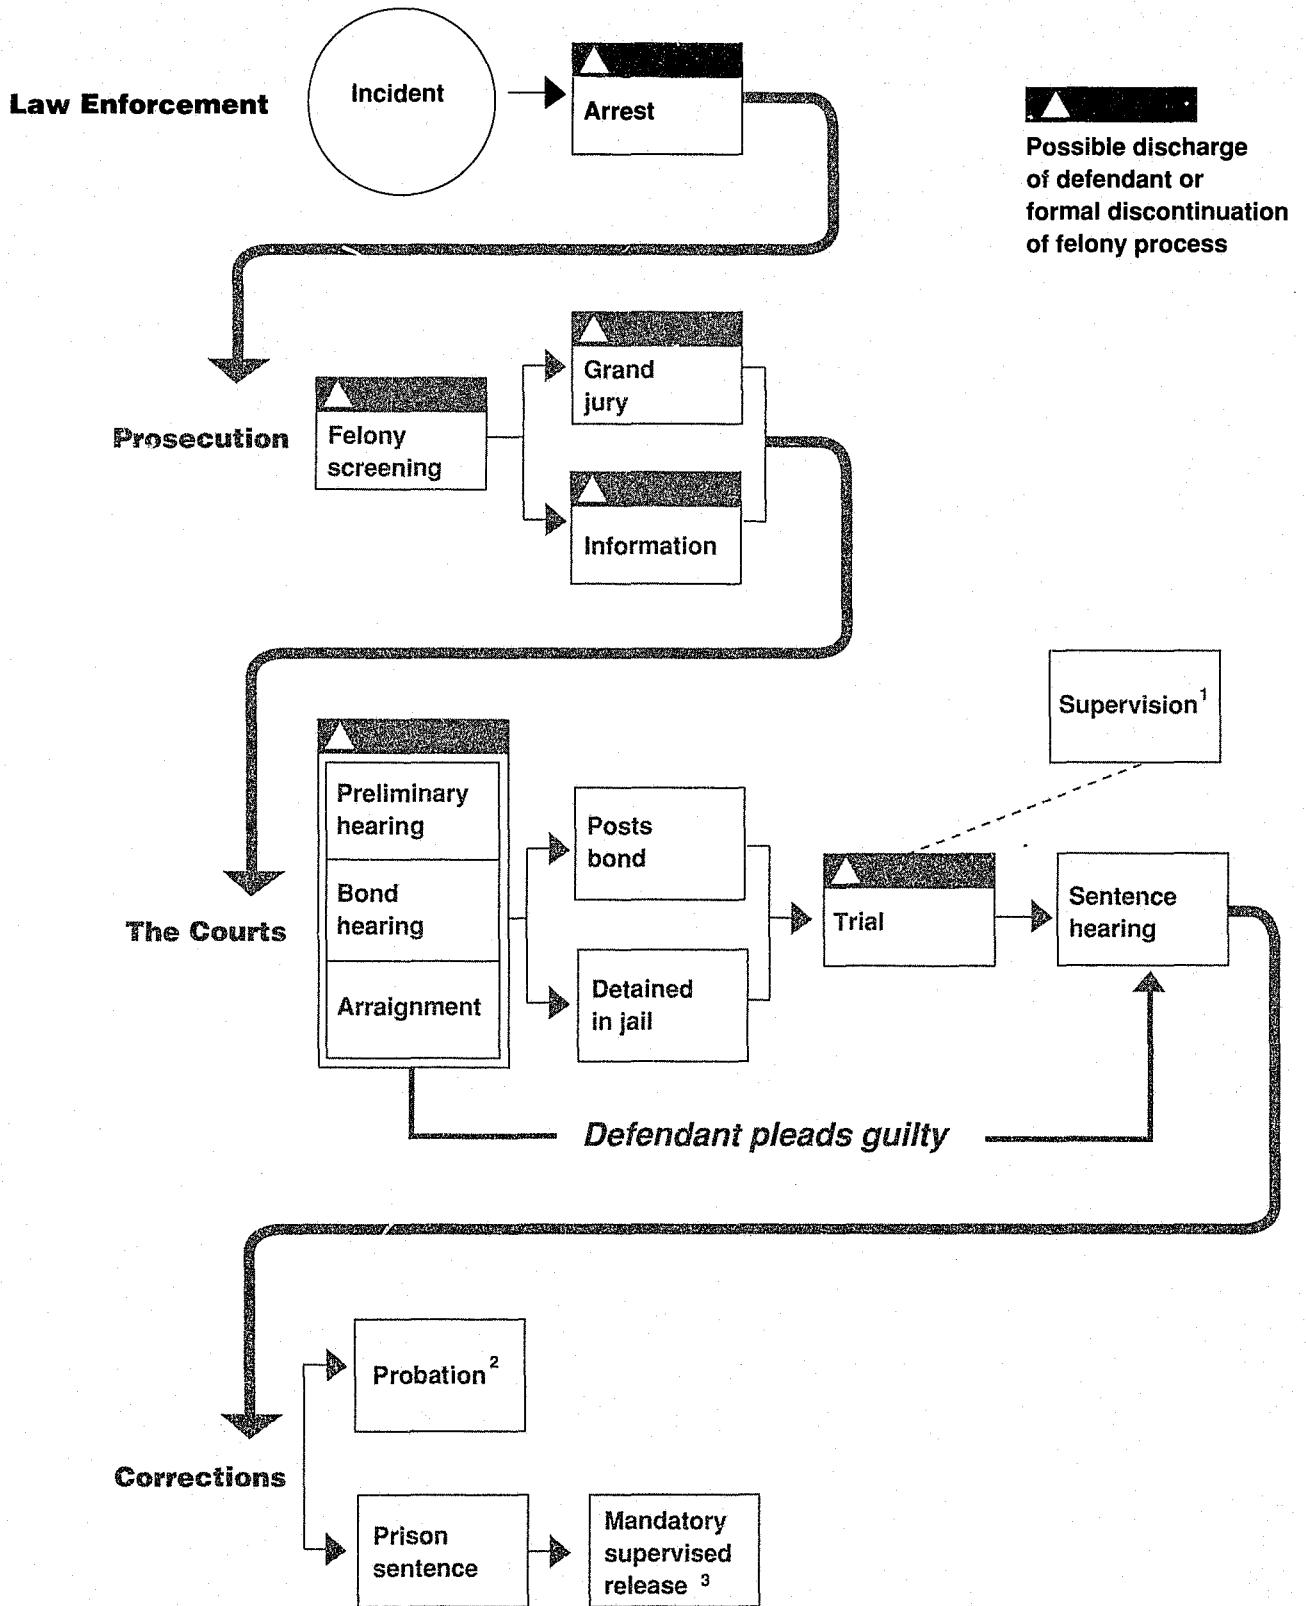 Law Enforcement
Incident
Arrest
Possible discharge
of defendant or
formal discontinuation
of felony process
Prosecution
Felony
screening
Grand
jury
Information
The Courts
Preliminary
hearing
Bond
hearing
Arraignment
Posts
bond
Detained
in jail
Trial
Supervision1
Sentence
hearing
Defendant pleads guilty
Corrections
Probation2
Prison
sentence
Mandatory
supervised
release 3